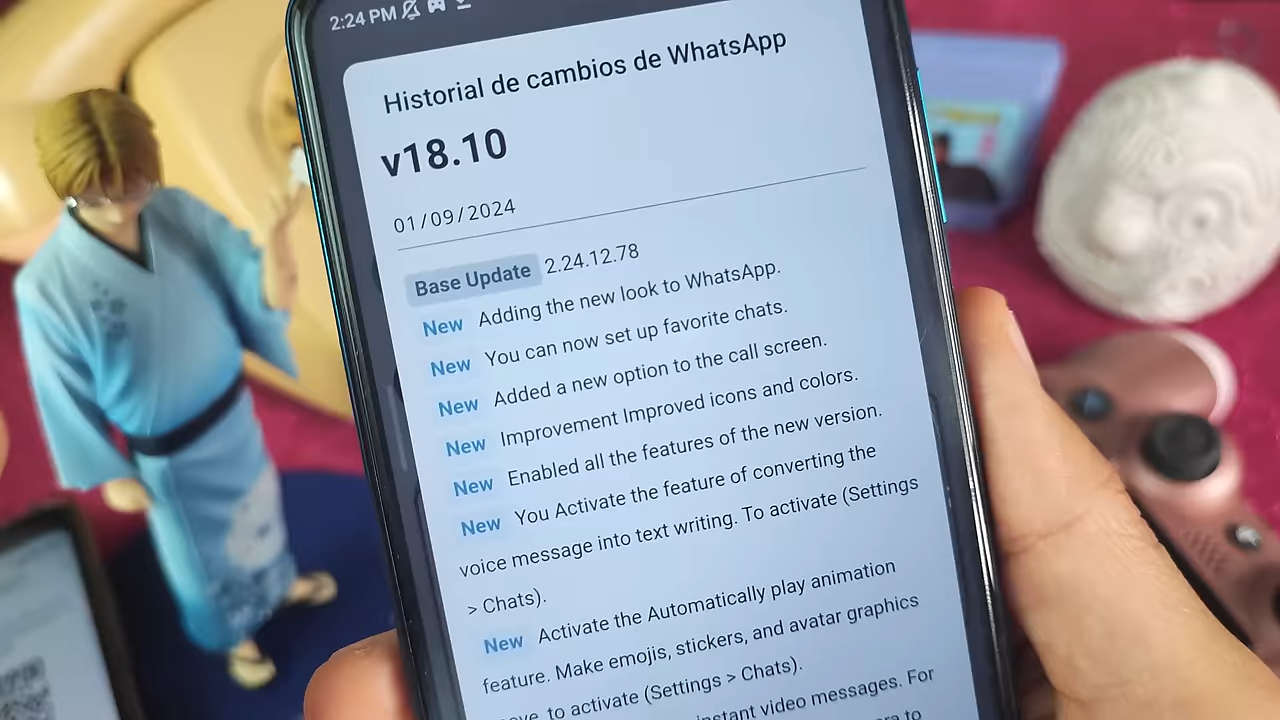 2:24 PM
Historial de cambios de WhatsApp
v18.10
01/09/2024
Base Update 2.24.12.78
New Adding the new look to WhatsApp.
New You can now set up favorite chats.
New Added a new option to the call screen.
New Improvement Improved icons and colors.
New Enabled all the features of the new version.
New You Activate the feature of converting the
voice message into text writing. To activate (Settings
> Chats).
New Activate the Automatically play animation
feature. Make emojis, stickers, and avatar graphics
to activate (Settings > Chats).
instant video messages. For
to